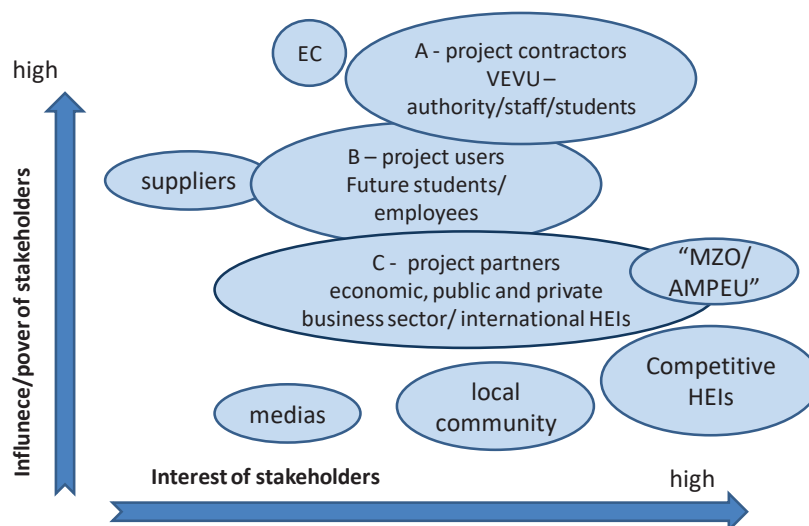 high
EC
A - project contractors
VEVU –
authority/staff/students
B – project users
Future students/
employees
suppliers
C -  project partners
economic, public and private
business sector/ international HEIs
“MZO/
AMPEU”
Competitive
HEIs
local
community
medias
Influnece/power of stakeholders
Interest of stakeholders
high